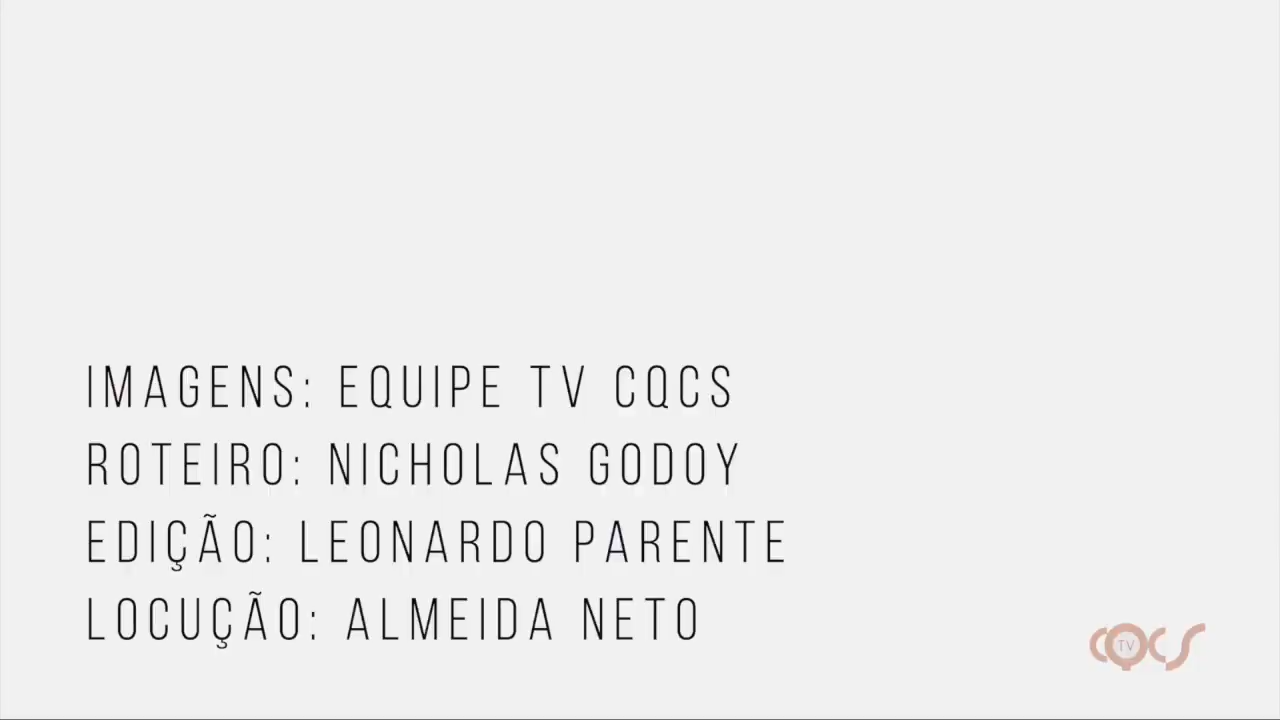 IMAGENS: EQUIPE TV CQCS
ROTEIRO: NICHOLAS GODOY
EDIÇÃO: LEONARDO PARENTE
LOCUÇÃO: ALMEIDA NETO
CQCS TV